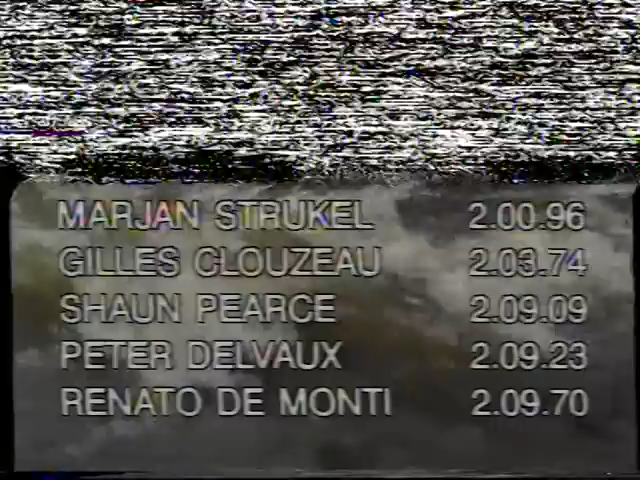 MARJAN STRUKEL 2.00.96
GILLES CLOUZEAU 2.03.74
SHAUN PEARCE 2.09.09
PETER DELVAUX 2.09.23
RENATO DE MONTI 2.09.70